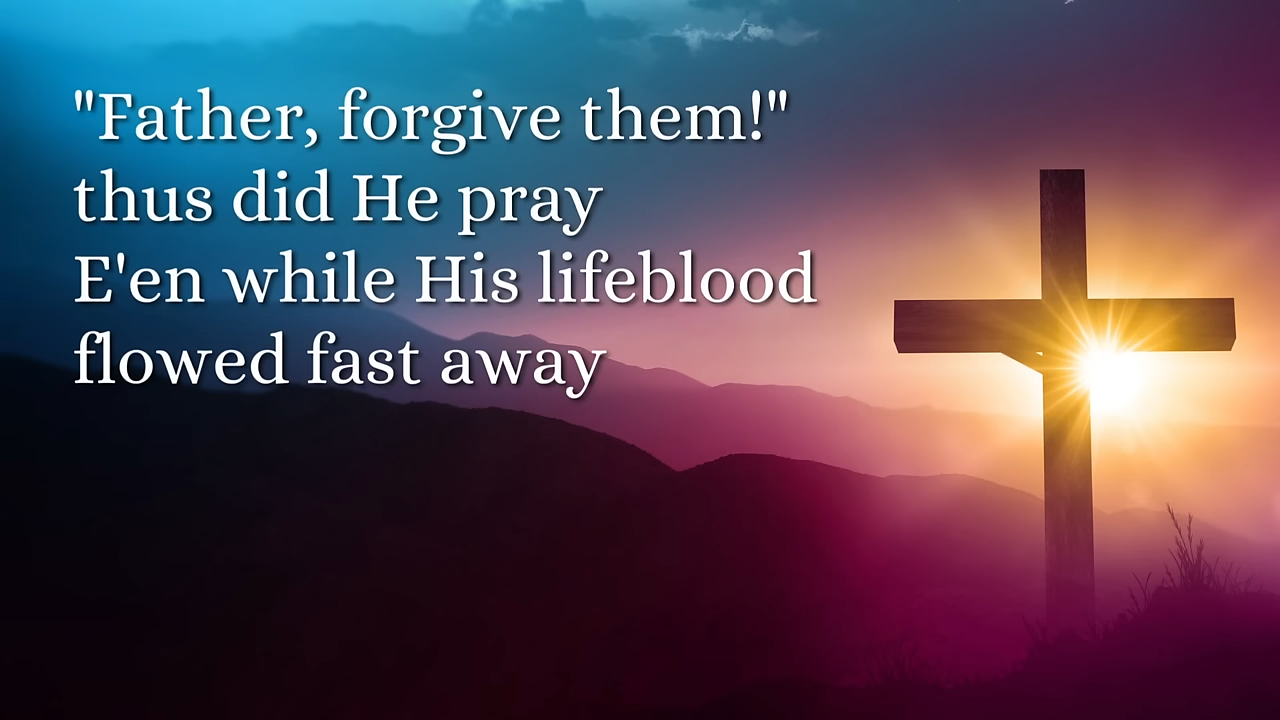 "Father, forgive them!"
thus did He pray
E'en while His lifeblood
flowed fast away